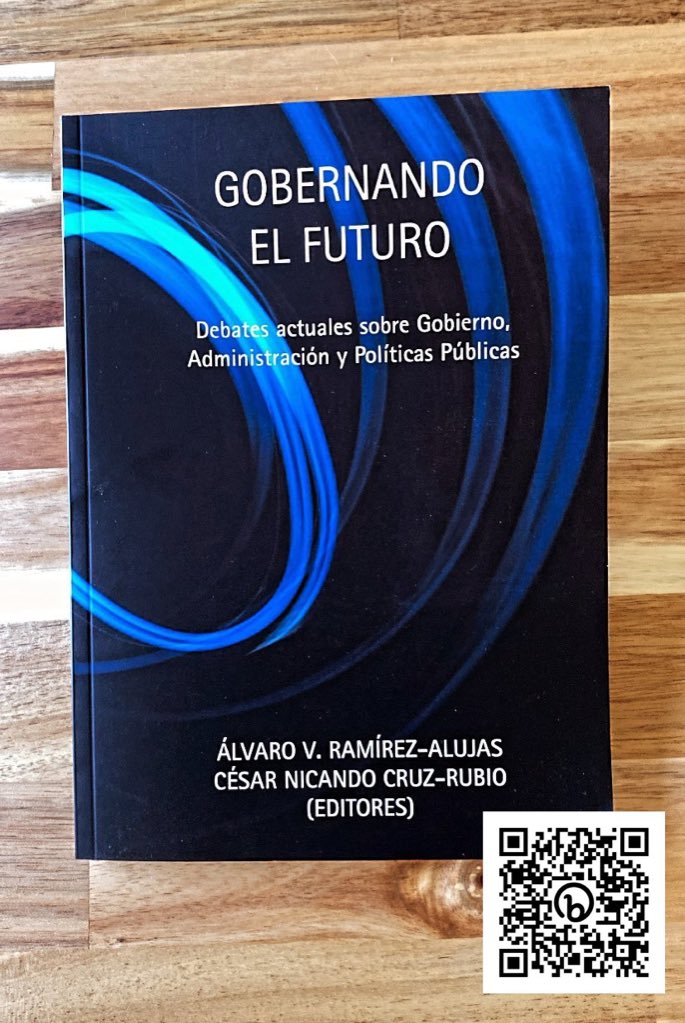 GOBERNANDO
EL FUTURO
Debates actuales sobre Gobierno,
Administración y Políticas Públicas
ÁLVARO V. RAMÍREZ-ALUJAS
CÉSAR NICANDO CRUZ-RUBIO
(EDITORES)
b